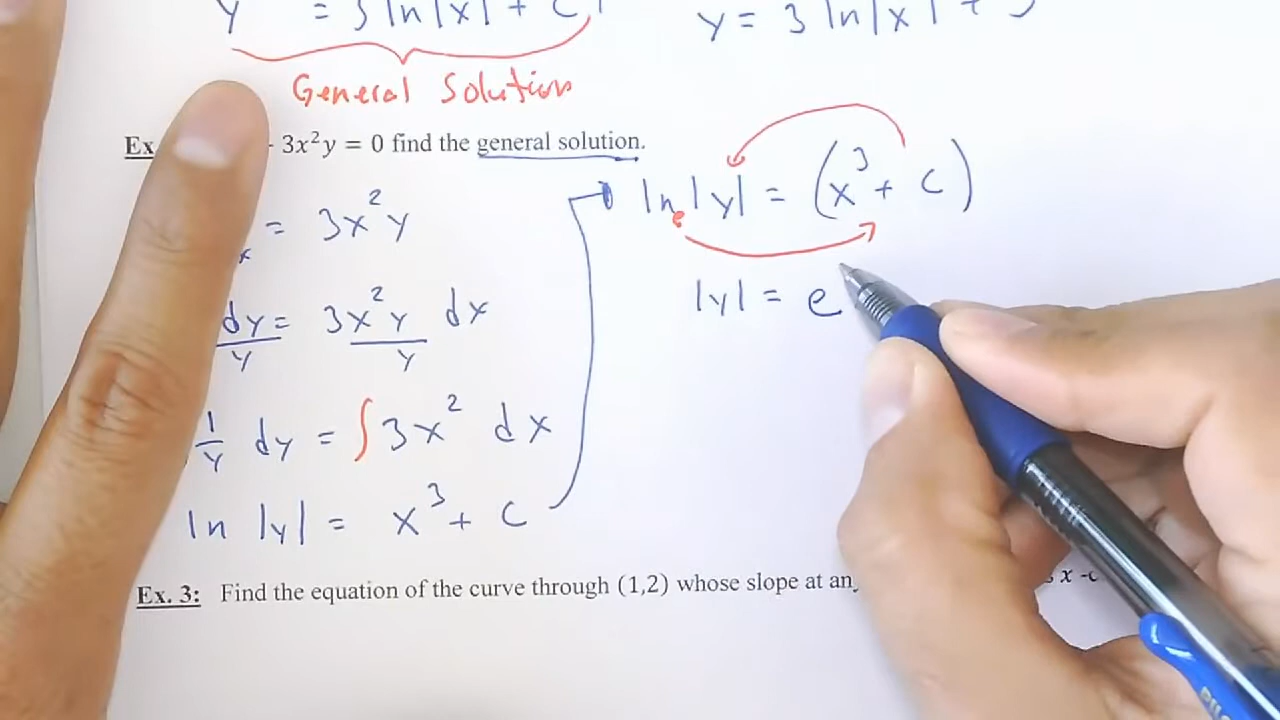 y = 3 ln|x| + C
y = 3 ln|x| +
General Solution
Ex
- 3x²y = 0 find the general solution.
= 3x²y
x
dy = 3x²y dx
y y
1/y dy = ∫3x² dx
ln |y| = x³ + c
ln |y| = (x³ + c)
e
|y| = e
Ex. 3: Find the equation of the curve through (1,2) whose slope at any
x